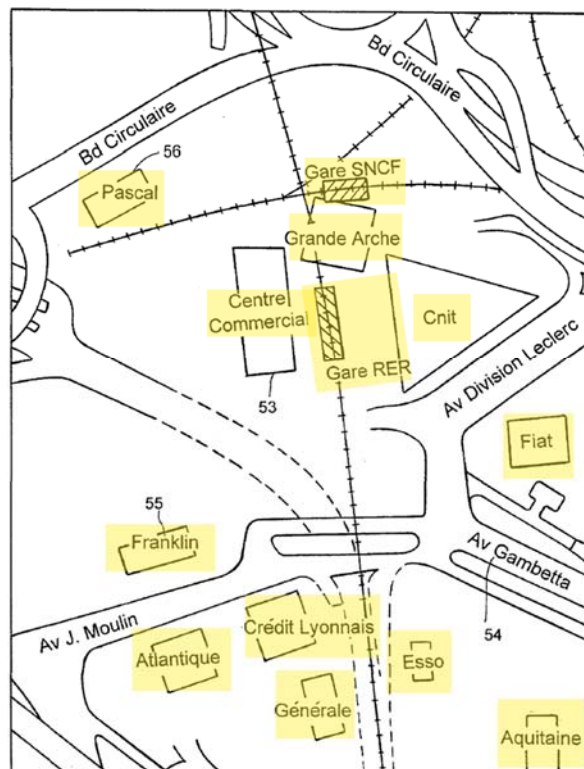 Bd Circulaire
Bd Circulaire
56
Pascal
Gare SNCF
Grande Arche
Centre
Commercial
Cnit
Gare RER
53
Av Division Leclerc
Fiat
55
Franklin
Av Gambetta
54
Av J. Moulin
Crédit Lyonnais
Atlantique
Esso
Générale
Aquitaine